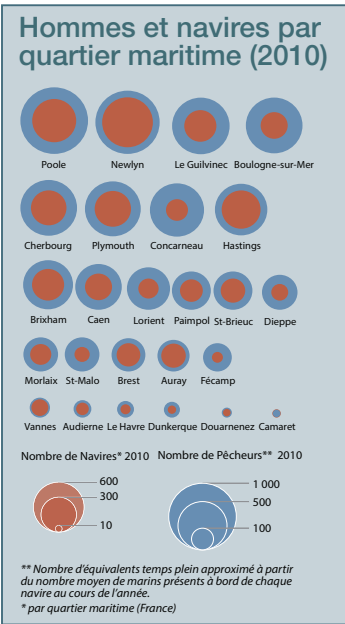 Hommes et navires par
quartier maritime (2010)
Poole Newlyn Le Guilvinec Boulogne-sur-Mer
Cherbourg Plymouth Concarneau Hastings
Brixham Caen Lorient Paimpol St-Brieuc Dieppe
Morlaix St-Malo Brest Auray Fécamp
Vannes Audierne Le Havre Dunkerque Douarnenez Camaret
Nombre de Navires* 2010 Nombre de Pêcheurs** 2010
600
300
10
1 000
500
100
** Nombre d'équivalents temps plein approximé à partir
du nombre moyen de marins présents à bord de chaque
navire au cours de l'année.
* par quartier maritime (France)